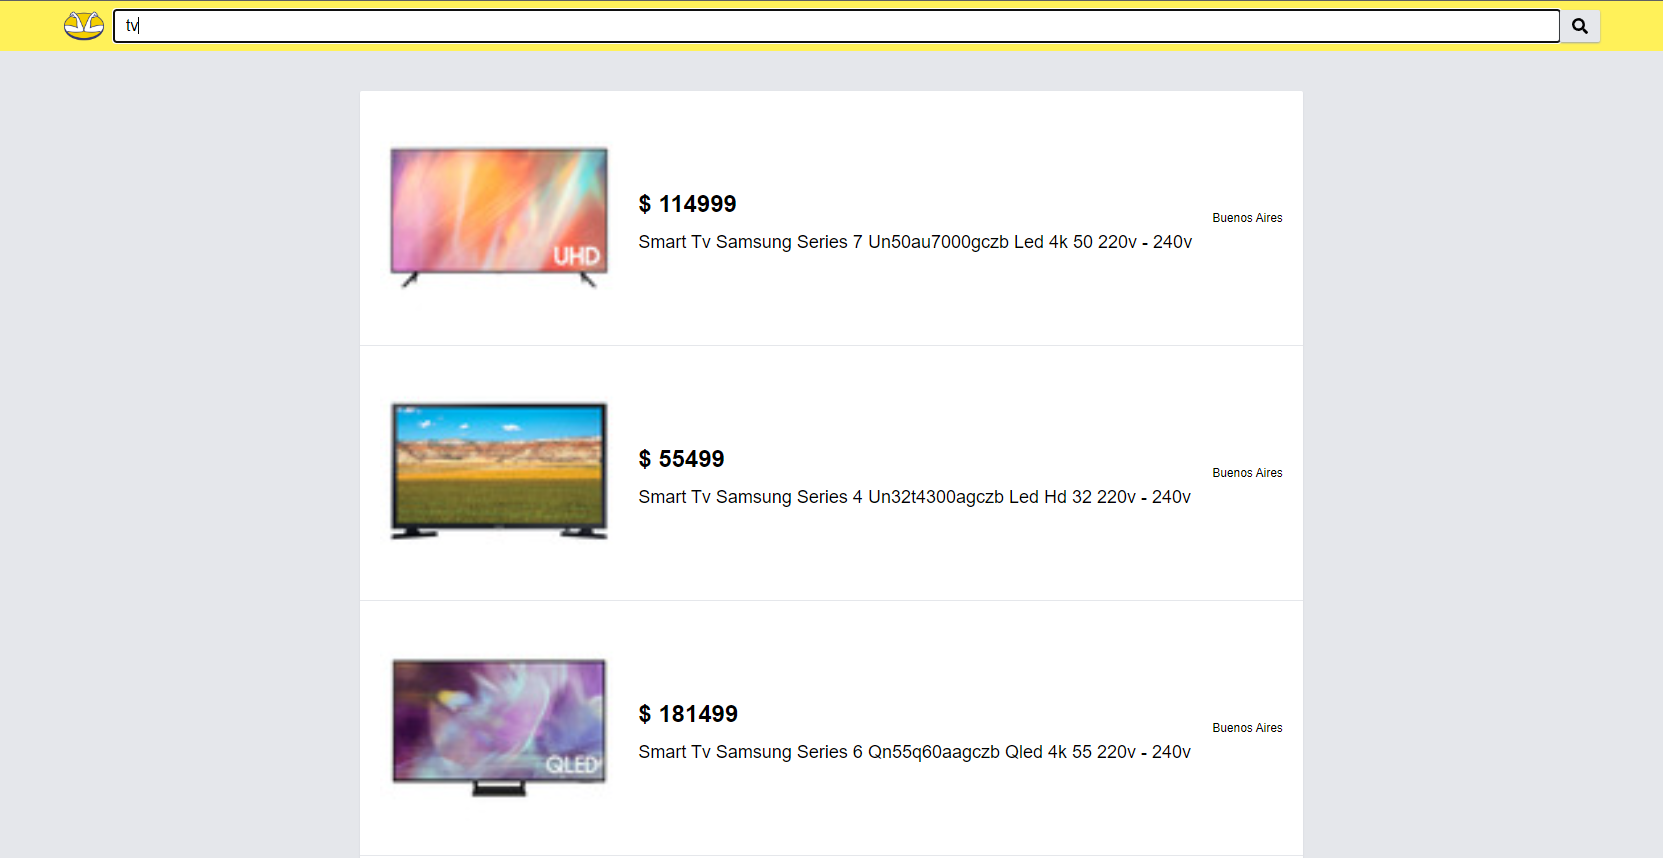 tv
UHD
$ 114999
Smart Tv Samsung Series 7 Un50au7000gczb Led 4k 50 220v - 240v
Buenos Aires
$ 55499
Smart Tv Samsung Series 4 Un32t4300agczb Led Hd 32 220v - 240v
Buenos Aires
QLED
$ 181499
Smart Tv Samsung Series 6 Qn55q60aagczb Qled 4k 55 220v - 240v
Buenos Aires